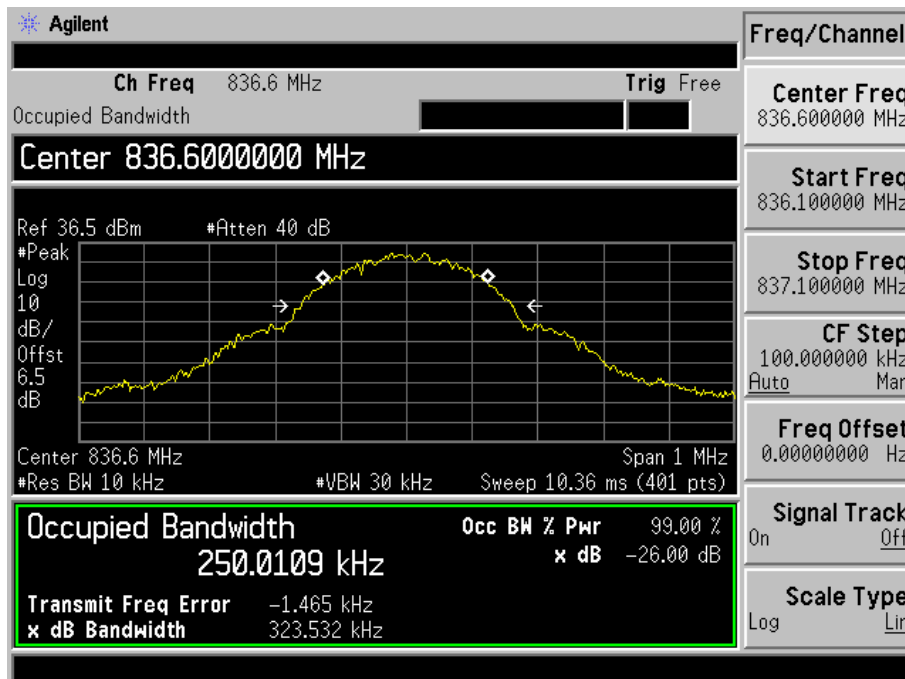 Agilent
Freq/Channel
Ch Freq 836.6 MHz
Trig Free
Occupied Bandwidth
Center 836.6000000 MHz
Ref 36.5 dBm
#Atten 40 dB
#Peak
Log
10
dB/
Offst
6.5
dB
Center 836.6 MHz
Span 1 MHz
#Res BW 10 kHz
#VBW 30 kHz
Sweep 10.36 ms (401 pts)
Occupied Bandwidth
250.0109 kHz
Occ BW % Pwr 99.00 %
x dB -26.00 dB
Transmit Freq Error -1.465 kHz
x dB Bandwidth 323.532 kHz
Center Freq
836.600000 MHz
Start Freq
836.100000 MHz
Stop Freq
837.100000 MHz
CF Step
100.000000 kHz
Auto Man
Freq Offset
0.00000000 Hz
Signal Track
On Off
Scale Type
Log Lin